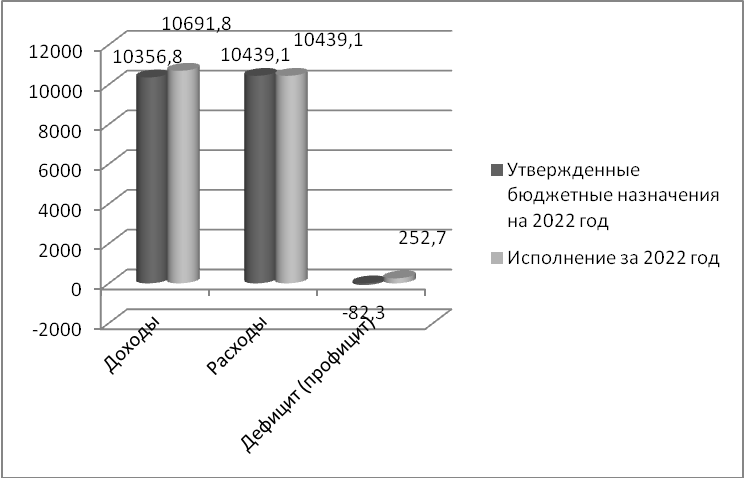 10691,8
10356,8
10439,1
10439,1
12000
10000
8000
6000
4000
2000
0
-2000
252,7
-82,3
Доходы
Расходы
Дефицит (профицит)
Утвержденные
бюджетные назначения
на 2022 год
Исполнение за 2022 год